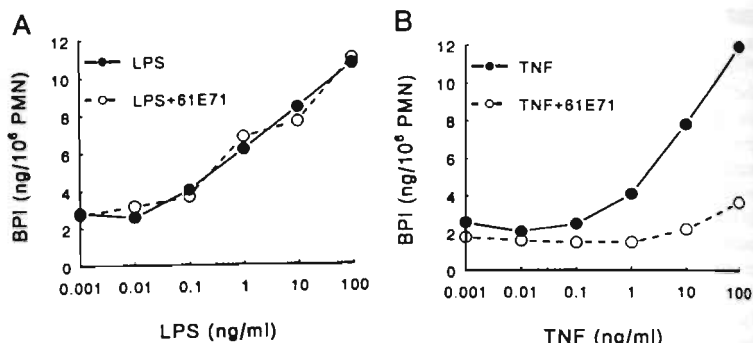 A
12
10
8
6
4
2
0
BPI (ng/10⁶ PMN)
LPS
LPS+61E71
0.001 0.01 0.1 1 10 100
LPS (ng/ml)
B
12
10
8
6
4
2
0
BPI (ng/10⁶ PMN)
TNF
TNF+61E71
0.001 0.01 0.1 1 10 100
TNF (ng/ml)